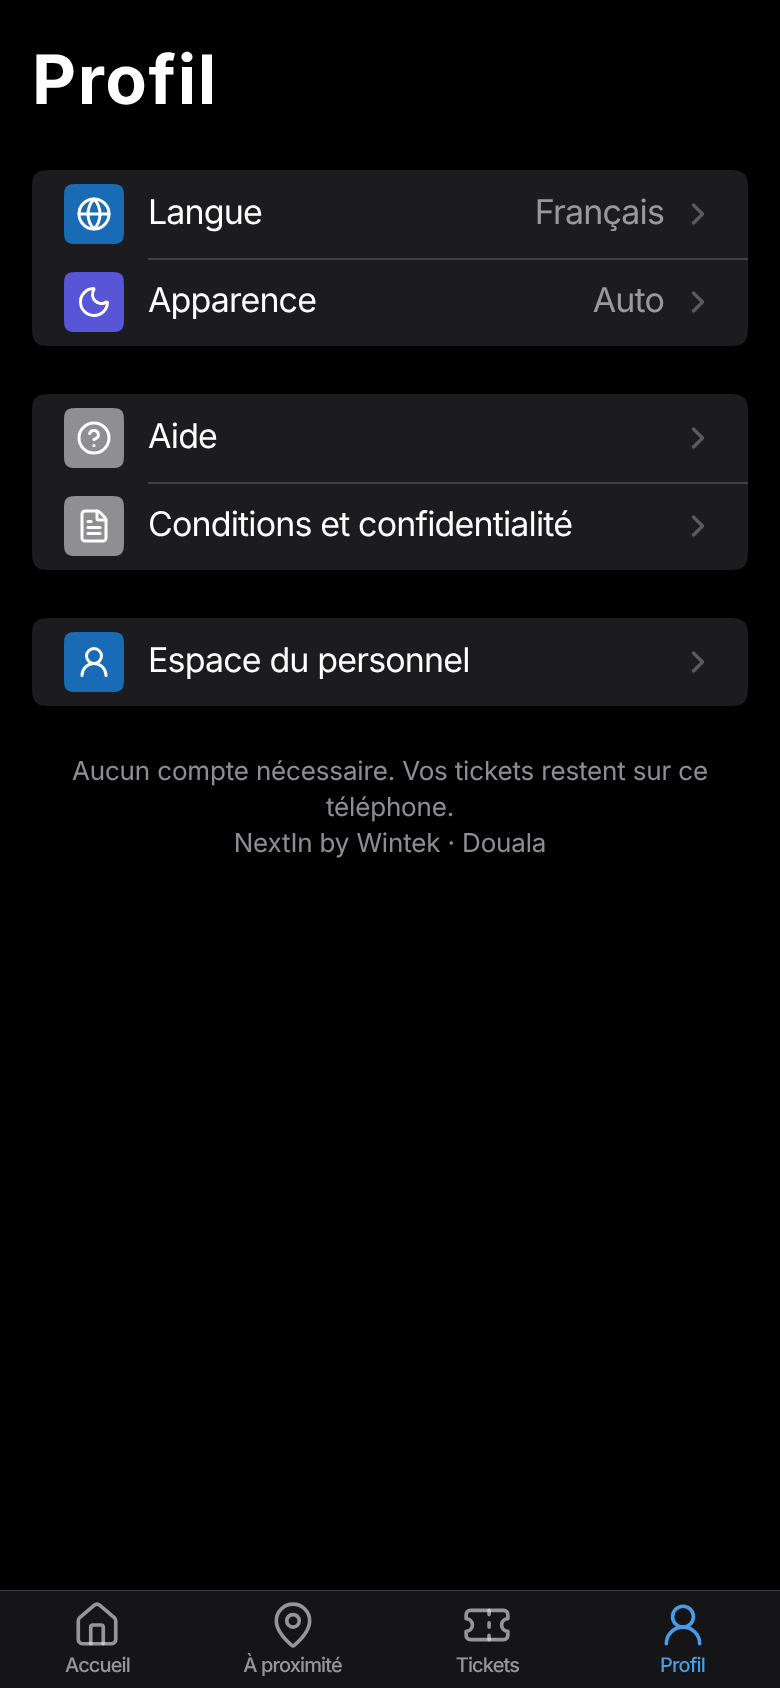 Profil
Langue Français
Apparence Auto
Aide
Conditions et confidentialité
Espace du personnel
Aucun compte nécessaire. Vos tickets restent sur ce
téléphone.
NextIn by Wintek · Douala
Accueil À proximité Tickets Profil